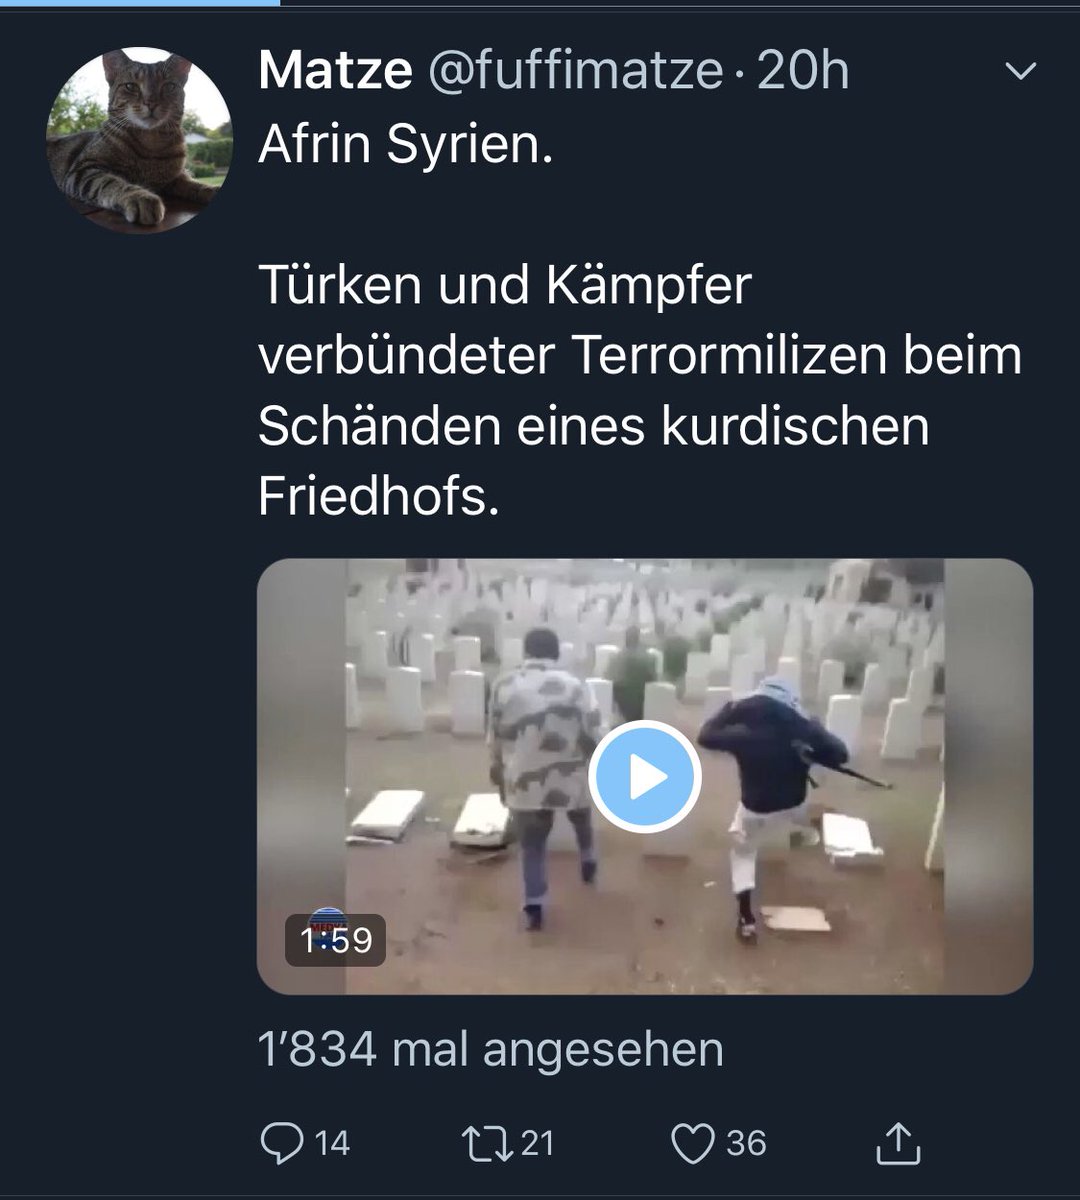 Matze @fuffimatze · 20h
Afrin Syrien.
Türken und Kämpfer
verbündeter Terrormilizen beim
Schänden eines kurdischen
Friedhofs.
1:59
1’834 mal angesehen
14 21 36